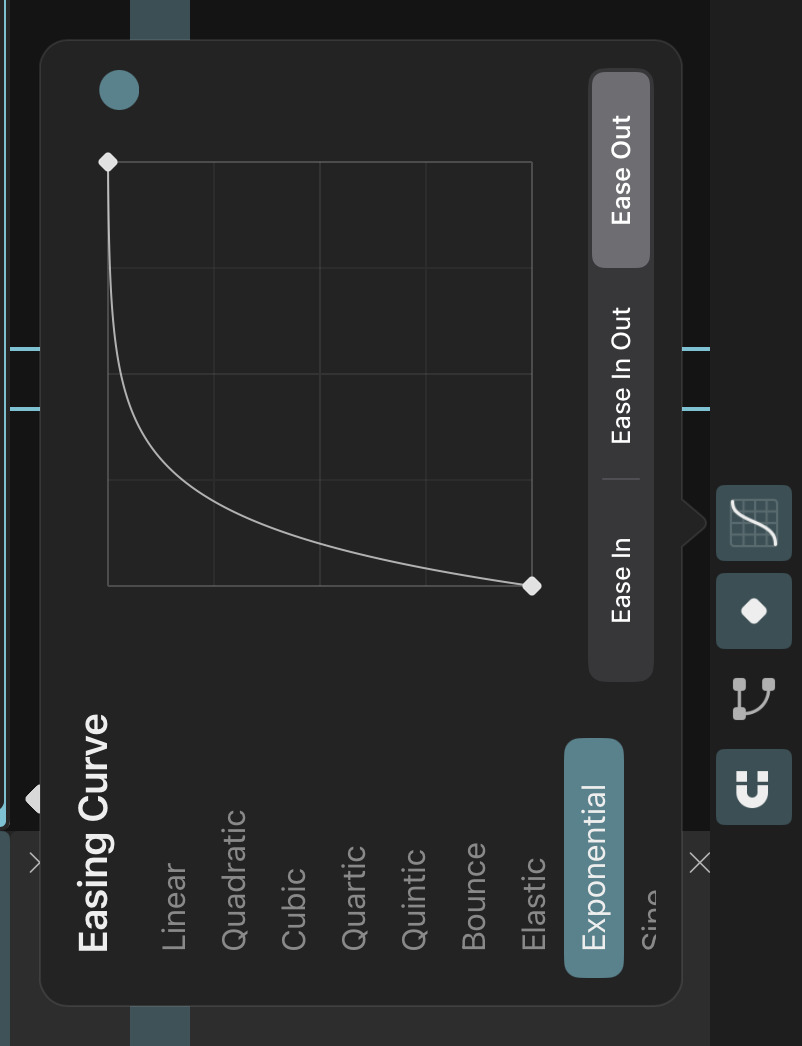 Easing Curve
Linear
Quadratic
Cubic
Quartic
Quintic
Bounce
Elastic
Exponential
Sine
Ease In
Ease In Out
Ease Out